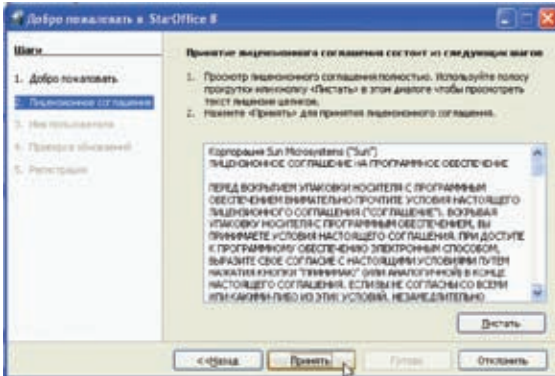 Добро пожаловать в StarOffice 8
Шаги
1. Добро пожаловать
2. Лицензионное соглашение
3. Имя пользователя
4. Проверка обновлений
5. Регистрация
Принятие лицензионного соглашения состоит из следующих шагов
1. Просмотр лицензионного соглашения полностью. Используйте полосу
прокрутки или кнопку «Листать» в этом диалоге чтобы просмотреть
текст лицензии целиком.
2. Нажмите «Принять» для принятия лицензионного соглашения.
Корпорация Sun Microsystems ("Sun")
ЛИЦЕНЗИОННОЕ СОГЛАШЕНИЕ НА ПРОГРАММНОЕ ОБЕСПЕЧЕНИЕ
ПЕРЕД ВСКРЫТИЕМ УПАКОВКИ НОСИТЕЛЯ С ПРОГРАММНЫМ
ОБЕСПЕЧЕНИЕМ ВНИМАТЕЛЬНО ПРОЧТИТЕ УСЛОВИЯ НАСТОЯЩЕГО
ЛИЦЕНЗИОННОГО СОГЛАШЕНИЯ ("СОГЛАШЕНИЕ"). ВСКРЫВАЯ
УПАКОВКУ НОСИТЕЛЯ С ПРОГРАММНЫМ ОБЕСПЕЧЕНИЕМ, ВЫ
ПРИНИМАЕТЕ УСЛОВИЯ НАСТОЯЩЕГО СОГЛАШЕНИЯ. ПРИ ДОСТУПЕ
К ПРОГРАММНОМУ ОБЕСПЕЧЕНИЮ ЭЛЕКТРОННЫМ СПОСОБОМ,
ВЫРАЗИТЕ СВОЕ СОГЛАСИЕ С НАСТОЯЩИМИ УСЛОВИЯМИ ПУТЕМ
НАЖАТИЯ КНОПКИ "ПРИНИМАЮ" (ИЛИ АНАЛОГИЧНОЙ) В КОНЦЕ
НАСТОЯЩЕГО СОГЛАШЕНИЯ. ЕСЛИ ВЫ НЕ СОГЛАСНЫ СО ВСЕМИ
ИЛИ КАКИМИ-ЛИБО ИЗ ЭТИХ УСЛОВИЙ, НЕЗАМЕДЛИТЕЛЬНО
Листать
<<Назад Принять Готово Отклонить